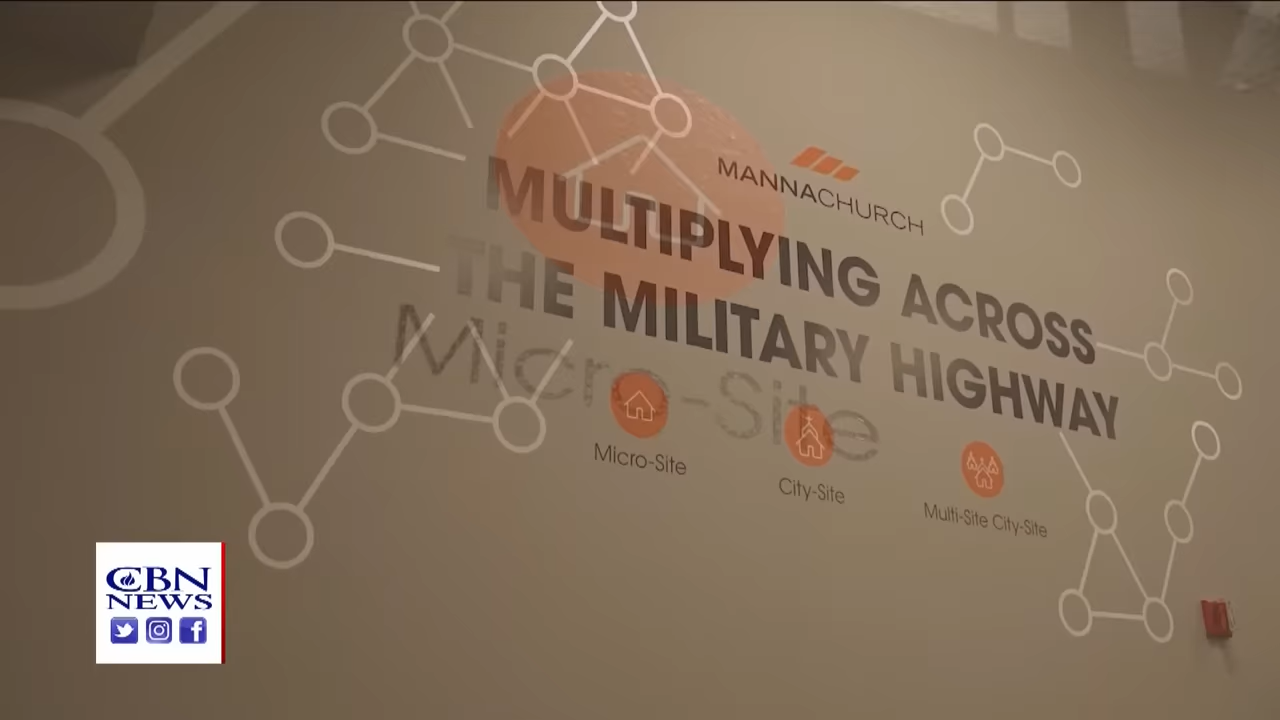 MANNACHURCH
MULTIPLYING ACROSS
THE MILITARY HIGHWAY
Micro-Site
Micro-Site
City-Site
Multi-Site City-Site
CBN
NEWS